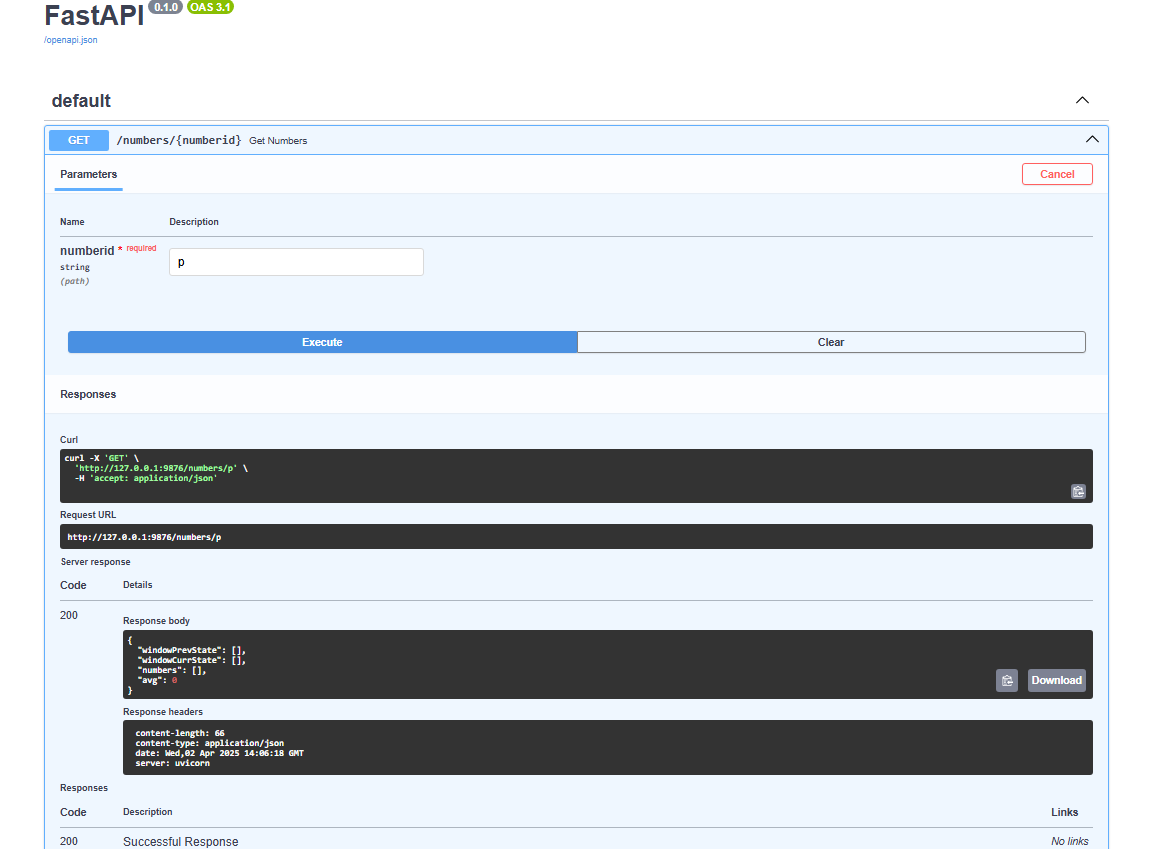 FastAPI 0.1.0 OAS 3.1
/openapi.json
default
GET /numbers/{numberid} Get Numbers
Parameters
Cancel
Name Description
numberid * required
string
(path)
p
Execute Clear
Responses
Curl
curl -X 'GET' \
'http://127.0.0.1:9876/numbers/p' \
-H 'accept: application/json'
Request URL
http://127.0.0.1:9876/numbers/p
Server response
Code Details
200
Response body
{
"windowPrevState": [],
"windowCurrState": [],
"numbers": [],
"avg": 0
}
Download
Response headers
content-length: 66
content-type: application/json
date: Wed,02 Apr 2025 14:06:18 GMT
server: uvicorn
Responses
Code Description Links
200 Successful Response No links